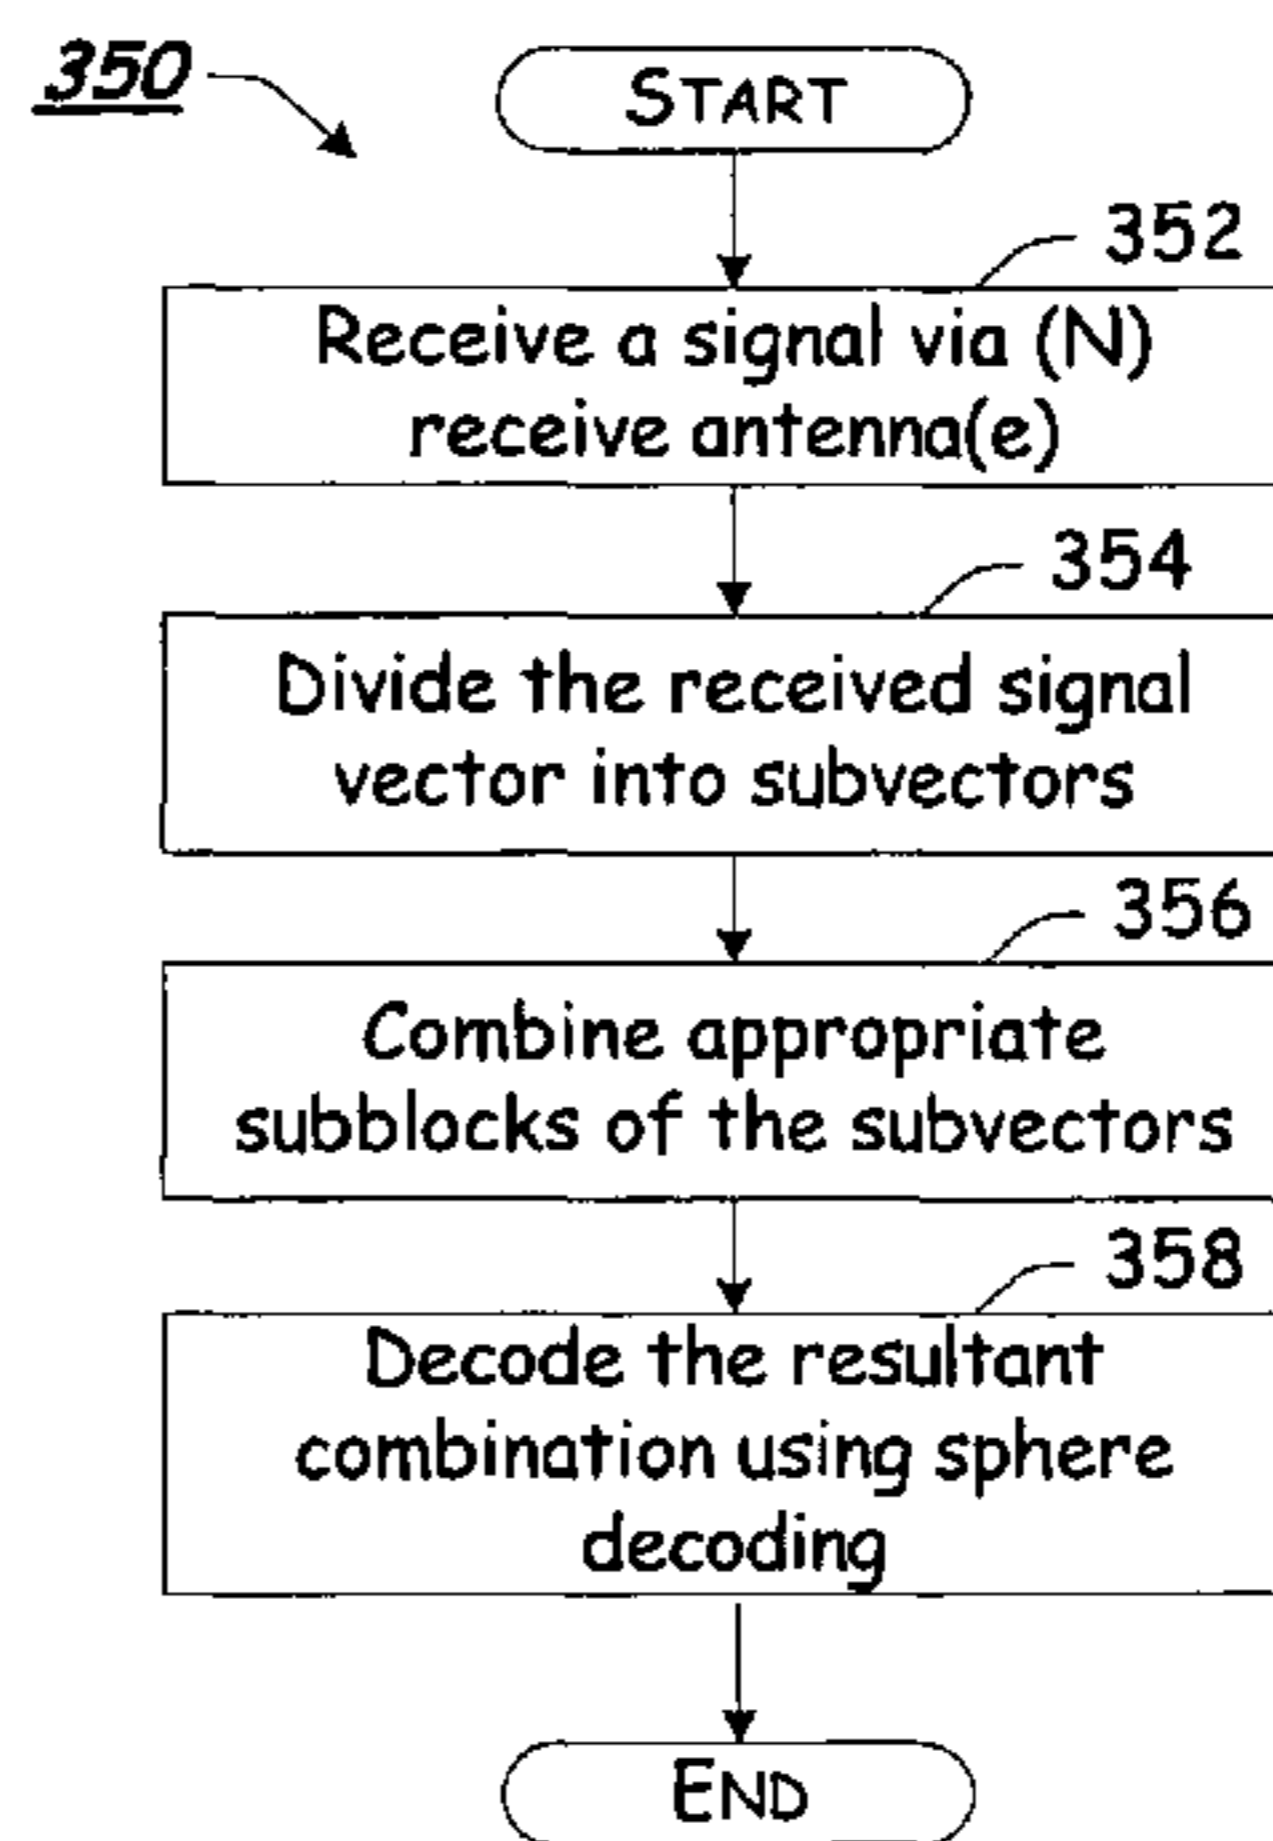 350
START
352
Receive a signal via (N)
receive antenna(e)
354
Divide the received signal
vector into subvectors
356
Combine appropriate
subblocks of the subvectors
358
Decode the resultant
combination using sphere
decoding
END